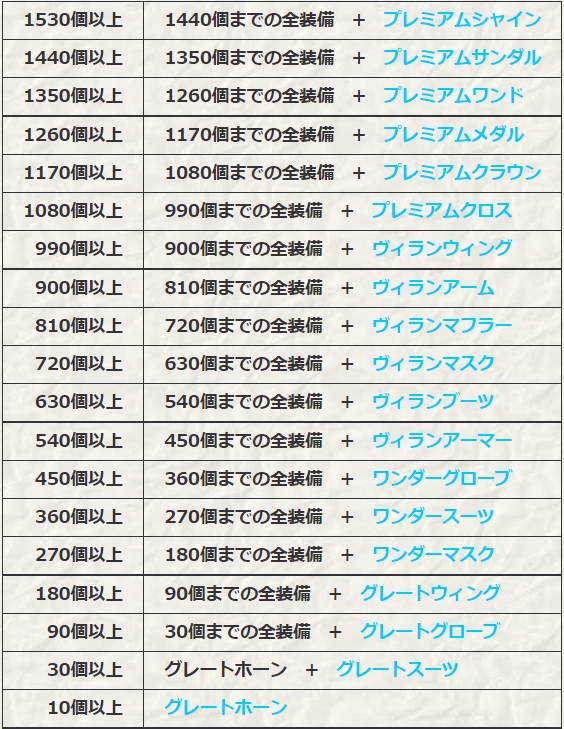 1530個以上 1440個までの全装備 + プレミアムシャイン
1440個以上 1350個までの全装備 + プレミアムサンダル
1350個以上 1260個までの全装備 + プレミアムワンド
1260個以上 1170個までの全装備 + プレミアムメダル
1170個以上 1080個までの全装備 + プレミアムクラウン
1080個以上 990個までの全装備 + プレミアムクロス
990個以上 900個までの全装備 + ヴィランウィング
900個以上 810個までの全装備 + ヴィランアーム
810個以上 720個までの全装備 + ヴィランマフラー
720個以上 630個までの全装備 + ヴィランマスク
630個以上 540個までの全装備 + ヴィランブーツ
540個以上 450個までの全装備 + ヴィランアーマー
450個以上 360個までの全装備 + ワンダーグローブ
360個以上 270個までの全装備 + ワンダースーツ
270個以上 180個までの全装備 + ワンダーマスク
180個以上 90個までの全装備 + グレートウィング
90個以上 30個までの全装備 + グレートグローブ
30個以上 グレートホーン + グレートスーツ
10個以上 グレートホーン